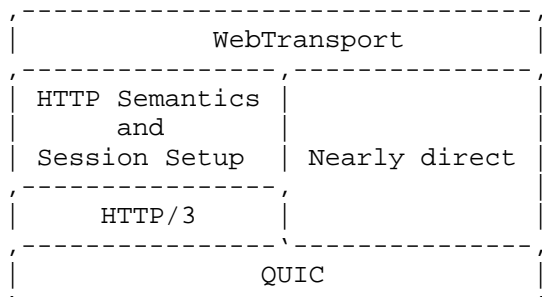 WebTransport
HTTP Semantics
and
Session Setup
Nearly direct
HTTP/3
QUIC